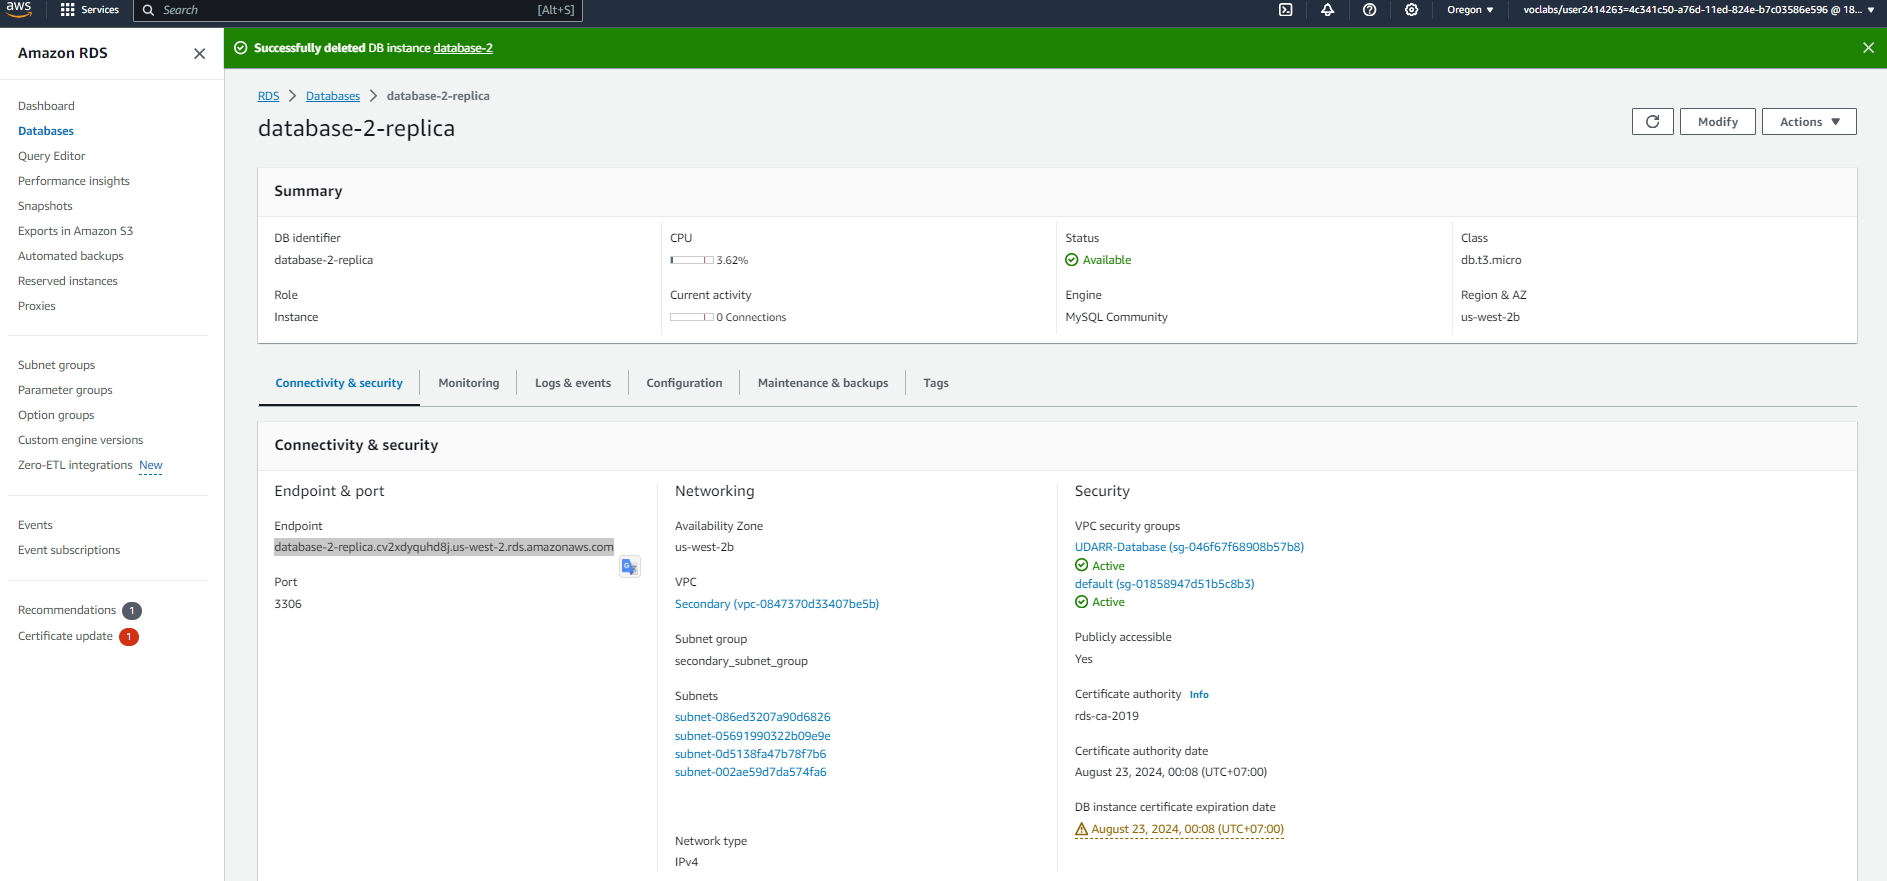 aws
Services
Search
[Alt+S]
Oregon
voclabs/user2414263=4c341c50-a76d-11ed-824e-b7c03586e596 @ 18...
Amazon RDS
Dashboard
Databases
Query Editor
Performance insights
Snapshots
Exports in Amazon S3
Automated backups
Reserved instances
Proxies
Subnet groups
Parameter groups
Option groups
Custom engine versions
Zero-ETL integrations New
Events
Event subscriptions
Recommendations 1
Certificate update 1
Successfully deleted DB instance database-2
RDS > Databases > database-2-replica
database-2-replica
Modify
Actions
Summary
DB identifier
database-2-replica
Role
Instance
CPU
3.62%
Current activity
0 Connections
Status
Available
Engine
MySQL Community
Class
db.t3.micro
Region & AZ
us-west-2b
Connectivity & security
Monitoring
Logs & events
Configuration
Maintenance & backups
Tags
Connectivity & security
Endpoint & port
Endpoint
database-2-replica.cv2xdyquhd8j.us-west-2.rds.amazonaws.com
Port
3306
Networking
Availability Zone
us-west-2b
VPC
Secondary (vpc-0847370d33407be5b)
Subnet group
secondary_subnet_group
Subnets
subnet-086ed3207a90d6826
subnet-05691990322b09e9e
subnet-0d5138fa47b78f7b6
subnet-002ae59d7da574fa6
Network type
IPv4
Security
VPC security groups
UDARR-Database (sg-046f67f68908b57b8)
Active
default (sg-01858947d51b5c8b3)
Active
Publicly accessible
Yes
Certificate authority Info
rds-ca-2019
Certificate authority date
August 23, 2024, 00:08 (UTC+07:00)
DB instance certificate expiration date
August 23, 2024, 00:08 (UTC+07:00)